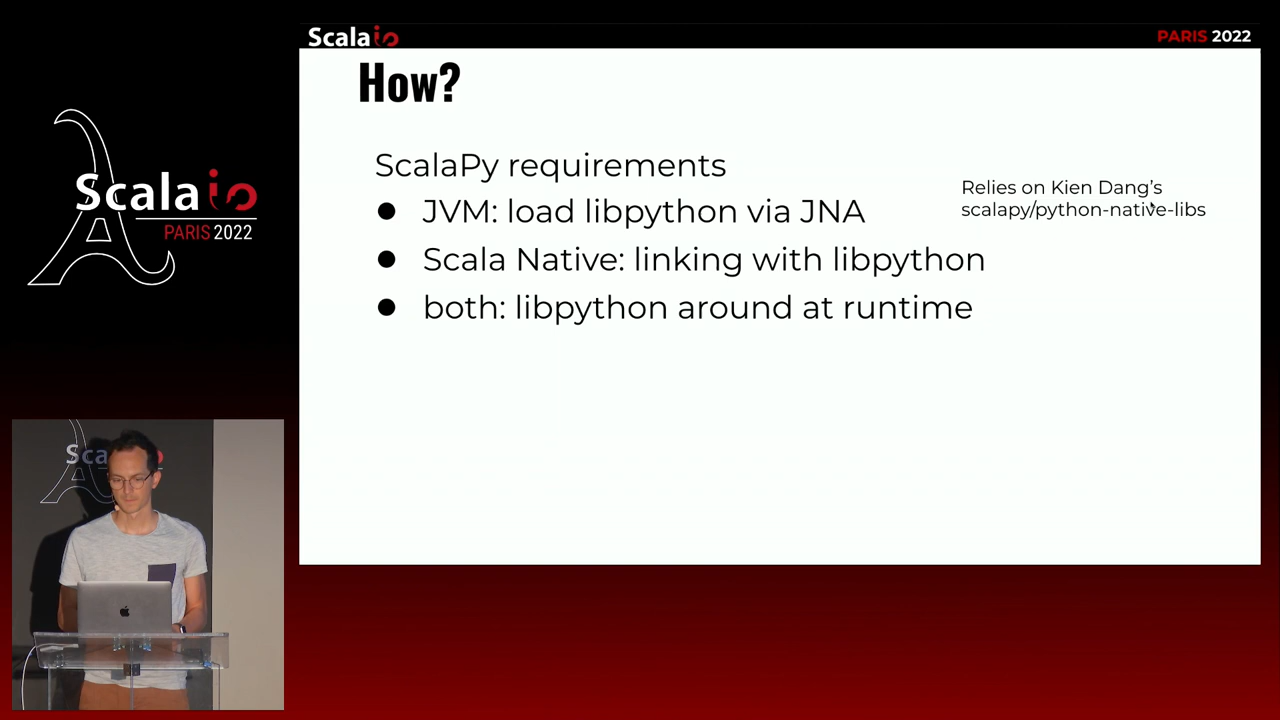 Scalaio
PARIS 2022
How?
ScalaPy requirements
● JVM: load libpython via JNA
● Scala Native: linking with libpython
● both: libpython around at runtime
Relies on Kien Dang’s
scalapy/python-native-libs
Scalaio
PARIS 2022
Sca